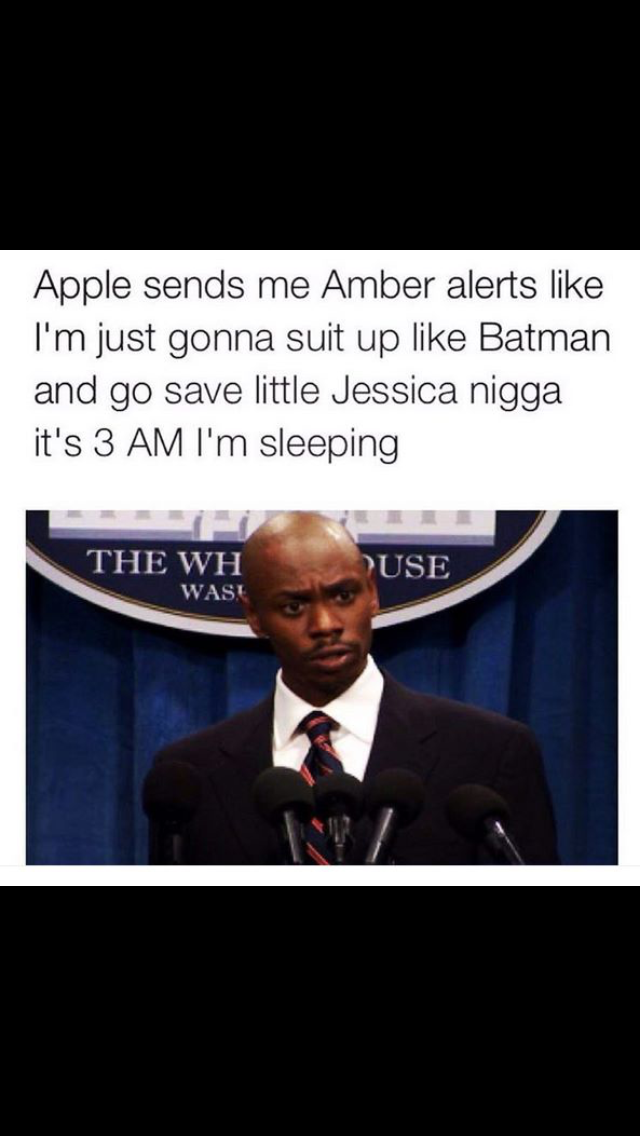 Apple sends me Amber alerts like
I'm just gonna suit up like Batman
and go save little Jessica nigga
it's 3 AM I'm sleeping
THE WH USE
WAS